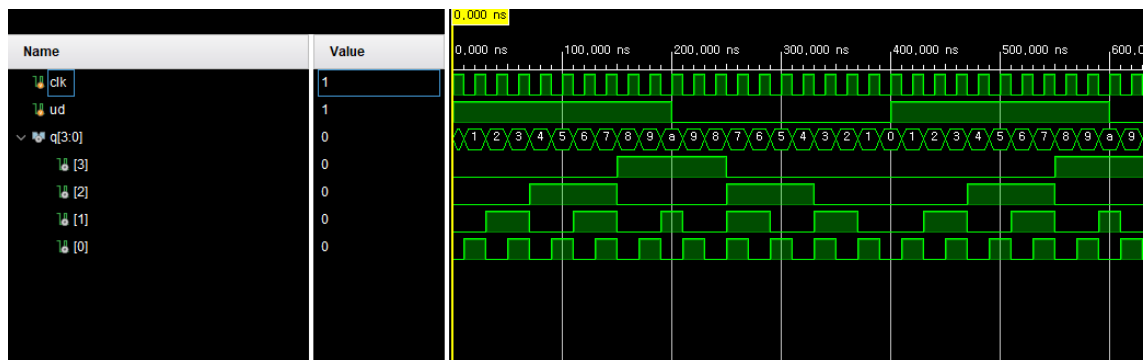 0,000 ns
Name Value 0,000 ns 100,000 ns 200,000 ns 300,000 ns 400,000 ns 500,000 ns 600,0
clk 1
ud 1
q[3:0] 0 1 2 3 4 5 6 7 8 9 a 9 8 7 6 5 4 3 2 1 0 1 2 3 4 5 6 7 8 9 a 9
[3] 0
[2] 0
[1] 0
[0] 0